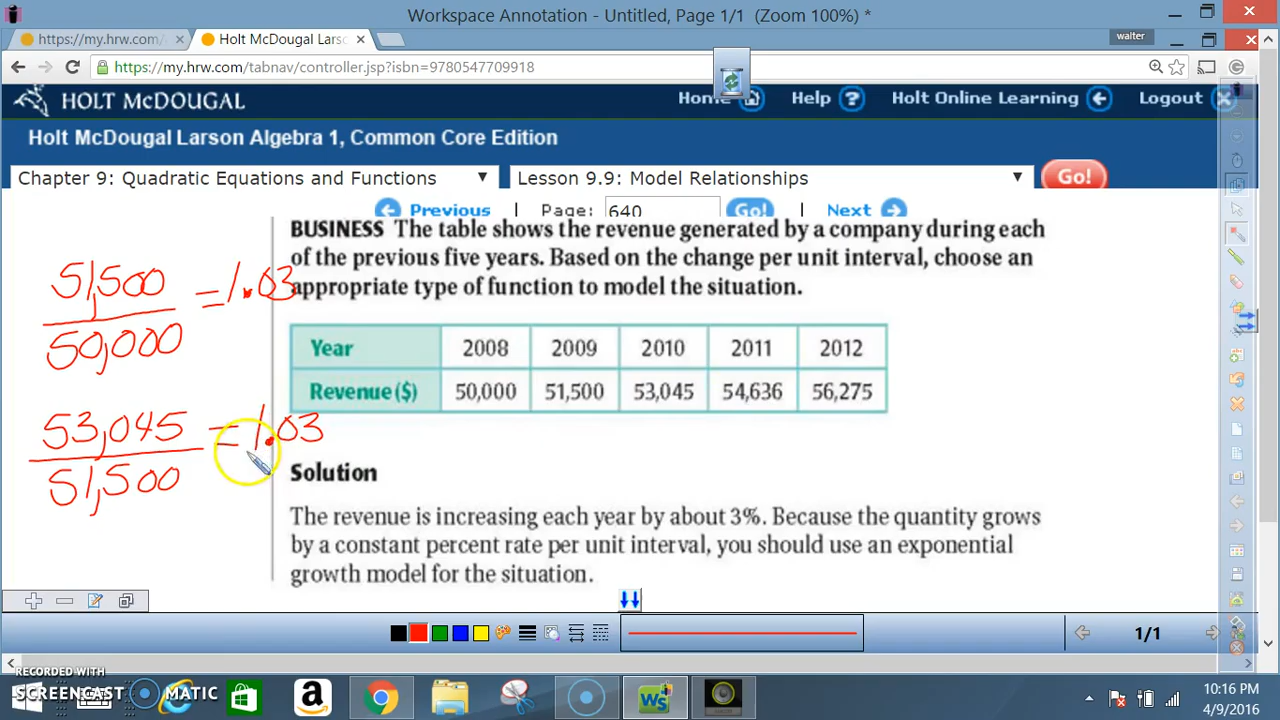 Workspace Annotation - Untitled, Page 1/1 (Zoom 100%) *
https://my.hrw.com/ ×
Holt McDougal Lars ×
walter
https://my.hrw.com/tabnav/controller.jsp?isbn=9780547709918
HOLT McDOUGAL
Home Help ? Holt Online Learning Logout
Holt McDougal Larson Algebra 1, Common Core Edition
Chapter 9: Quadratic Equations and Functions
Lesson 9.9: Model Relationships
Go!
Previous | Page: 640 Go! | Next
BUSINESS The table shows the revenue generated by a company during each
of the previous five years. Based on the change per unit interval, choose an
appropriate type of function to model the situation.
51,500
50,000
=1.03
Year 2008 2009 2010 2011 2012
Revenue ($) 50,000 51,500 53,045 54,636 56,275
53,045
51,500
=1.03
Solution
The revenue is increasing each year by about 3%. Because the quantity grows
by a constant percent rate per unit interval, you should use an exponential
growth model for the situation.
1/1
RECORDED WITH
SCREENCAST MATIC
10:16 PM
4/9/2016